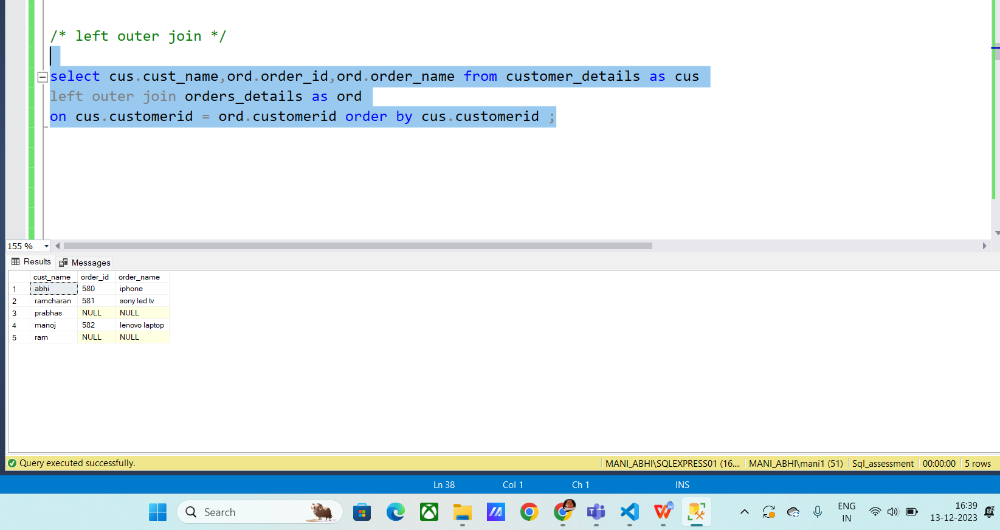 /* left outer join */
select cus.cust_name,ord.order_id,ord.order_name from customer_details as cus
left outer join orders_details as ord
on cus.customerid = ord.customerid order by cus.customerid ;
155 %
Results Messages
cust_name order_id order_name
1 abhi 580 iphone
2 ramcharan 581 sony led tv
3 prabhas NULL NULL
4 manoj 582 lenovo laptop
5 ram NULL NULL
Query executed successfully. MANI_ABHI\SQLEXPRESS01 (16.... MANI_ABHI\mani1 (51) Sql_assessment 00:00:00 5 rows
Ln 38 Col 1 Ch 1 INS
Search
ENG
IN
16:39
13-12-2023